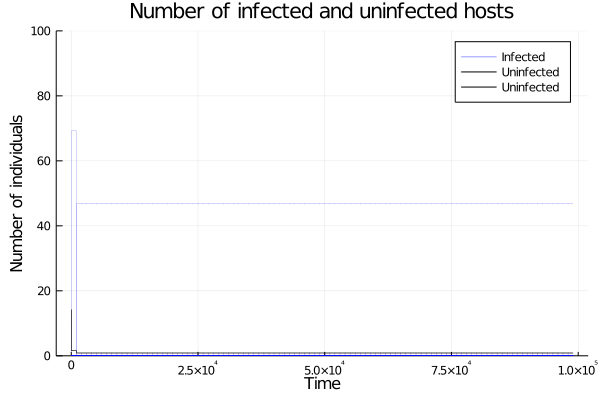 Number of infected and uninfected hosts
100
80
60
40
20
0
Number of individuals
Infected
Uninfected
Uninfected
0 2.5×10⁴ 5.0×10⁴ 7.5×10⁴ 1.0×10⁵
Time